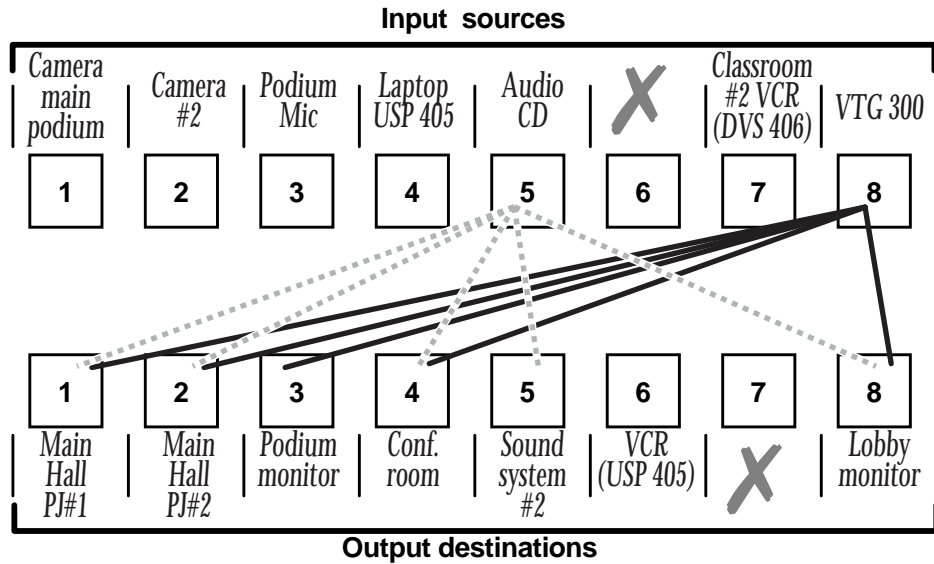 Input sources
Camera
main
podium
Camera
#2
Podium
Mic
Laptop
USP 405
Audio
CD
Classroom
#2 VCR
(DVS 406)
VTG 300
1 2 3 4 5 6 7 8
1 2 3 4 5 6 7 8
Main
Hall
PJ#1
Main
Hall
PJ#2
Podium
monitor
Conf.
room
Sound
system
#2
VCR
(USP 405)
Lobby
monitor
Output destinations